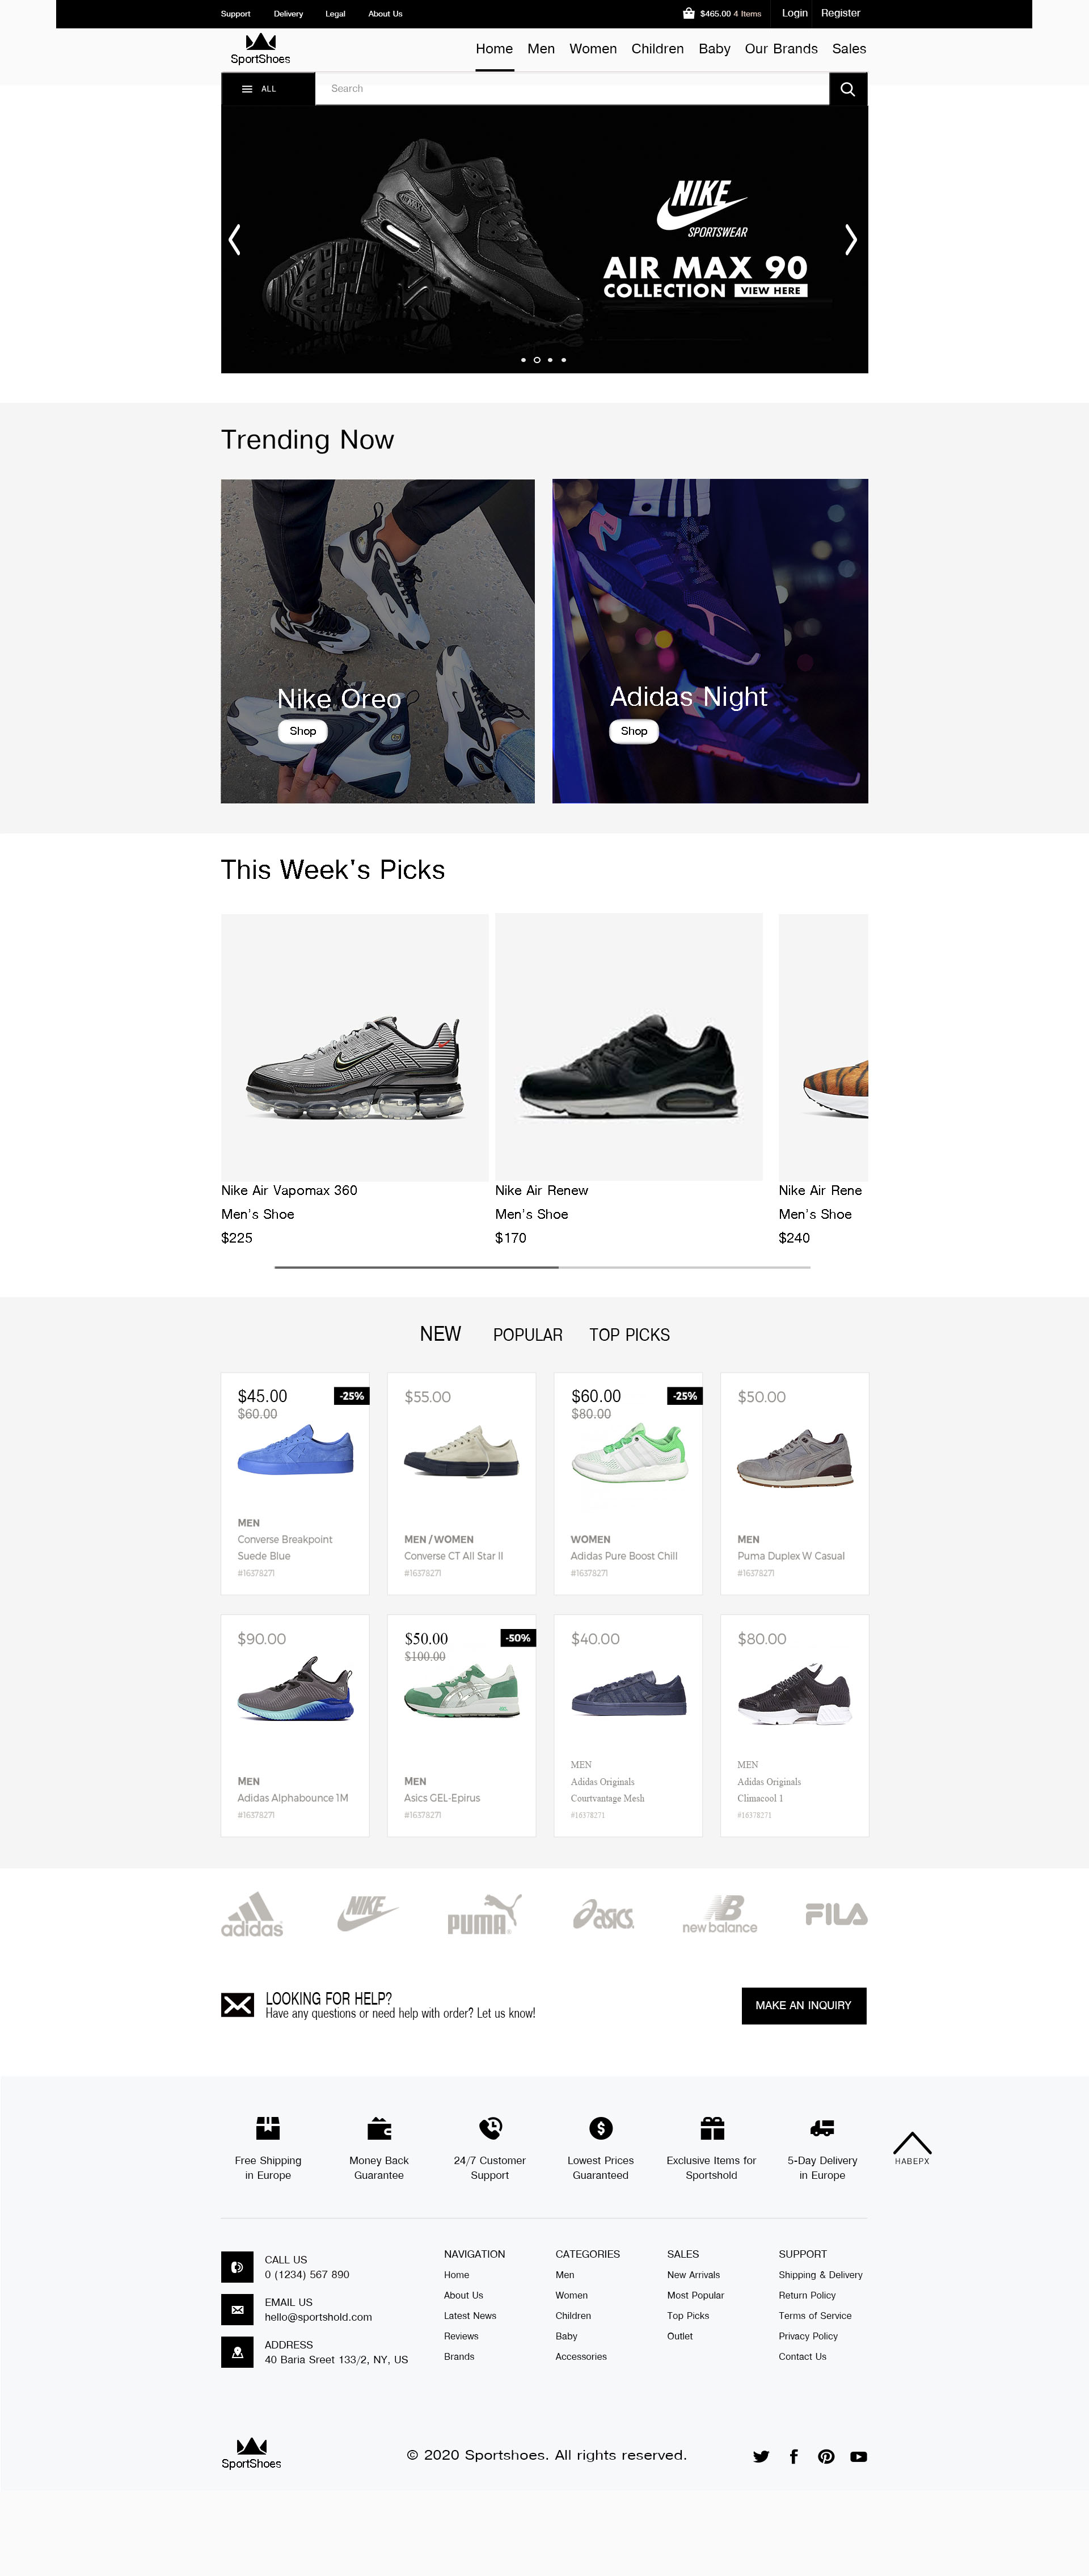 Support Delivery Legal About Us $465.00 4 Items Login Register
SportShoes
Home Men Women Children Baby Our Brands Sales
ALL Search
NIKE
SPORTSWEAR
AIR MAX 90
COLLECTION VIEW HERE
Trending Now
Nike Oreo
Shop
Adidas Night
Shop
This Week's Picks
Nike Air Vapomax 360
Men's Shoe
$225
Nike Air Renew
Men's Shoe
$170
Nike Air Rene
Men's Shoe
$240
NEW POPULAR TOP PICKS
$45.00 -25%
$60.00
MEN
Converse Breakpoint
Suede Blue
#16378271
$55.00
MEN / WOMEN
Converse CT All Star II
#16378271
$60.00 -25%
$80.00
WOMEN
Adidas Pure Boost Chill
#16378271
$50.00
MEN
Puma Duplex W Casual
#16378271
$90.00
MEN
Adidas Alphabounce 1M
#16378271
$50.00 -50%
$100.00
MEN
Asics GEL-Epirus
#16378271
$40.00
MEN
Adidas Originals
Courtvantage Mesh
#16378271
$80.00
MEN
Adidas Originals
Climacool 1
#16378271
adidas NIKE PUMA asics new balance FILA
LOOKING FOR HELP?
Have any questions or need help with order? Let us know!
MAKE AN INQUIRY
Free Shipping
in Europe
Money Back
Guarantee
24/7 Customer
Support
Lowest Prices
Guaranteed
Exclusive Items for
Sportshold
5-Day Delivery
in Europe
НАВЕРХ
CALL US
0 (1234) 567 890
EMAIL US
hello@sportshold.com
ADDRESS
40 Baria Sreet 133/2, NY, US
NAVIGATION
Home
About Us
Latest News
Reviews
Brands
CATEGORIES
Men
Women
Children
Baby
Accessories
SALES
New Arrivals
Most Popular
Top Picks
Outlet
SUPPORT
Shipping & Delivery
Return Policy
Terms of Service
Privacy Policy
Contact Us
SportShoes
© 2020 Sportshoes. All rights reserved.